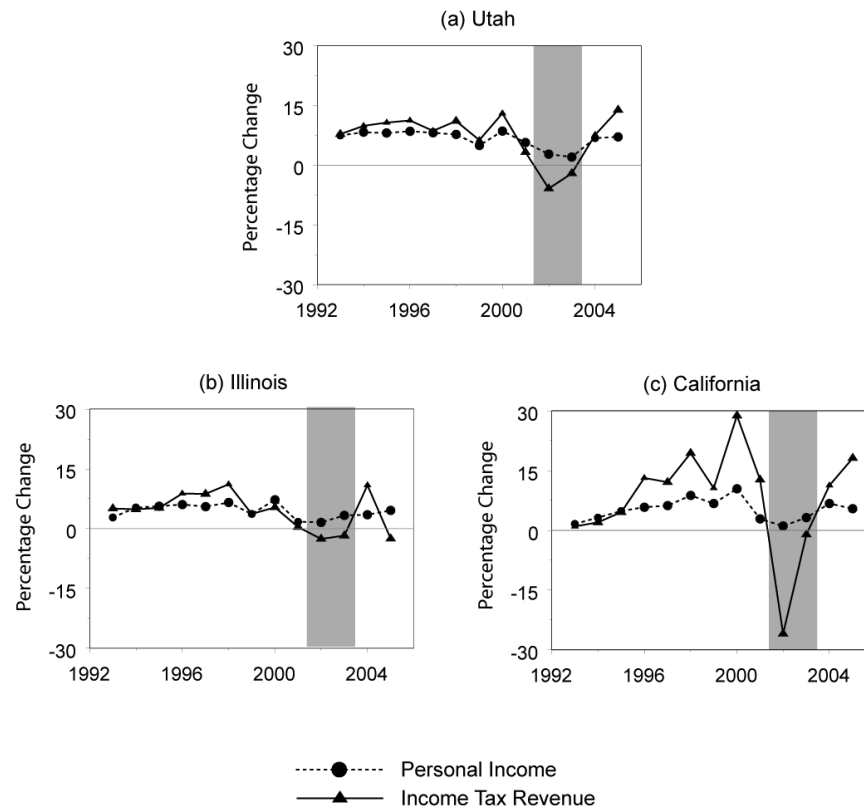 (a) Utah
30
15
0
-15
-30
Percentage Change
1992 1996 2000 2004
(b) Illinois
30
15
0
-15
-30
Percentage Change
1992 1996 2000 2004
(c) California
30
15
0
-15
-30
Percentage Change
1992 1996 2000 2004
Personal Income
Income Tax Revenue